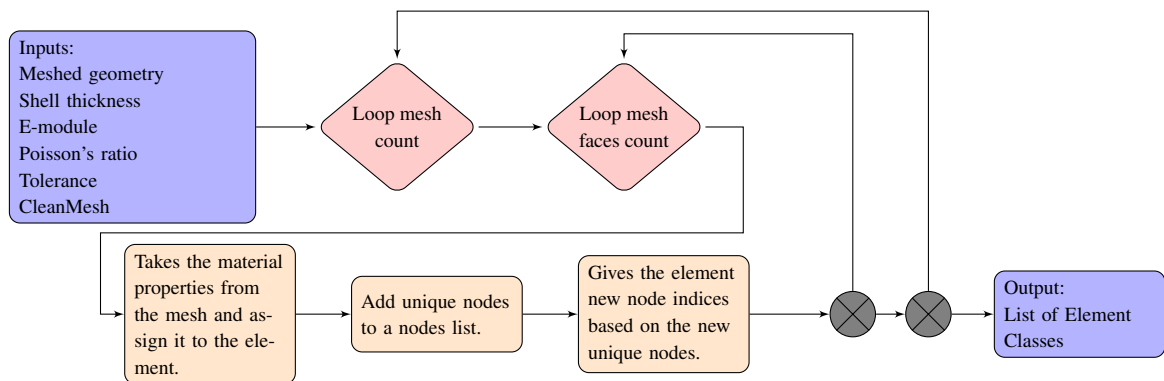 Inputs:
Meshed geometry
Shell thickness
E-module
Poisson's ratio
Tolerance
CleanMesh
Loop mesh
count
Loop mesh
faces count
Takes the material
properties from
the mesh and as-
sign it to the ele-
ment.
Add unique nodes
to a nodes list.
Gives the element
new node indices
based on the new
unique nodes.
Output:
List of Element
Classes